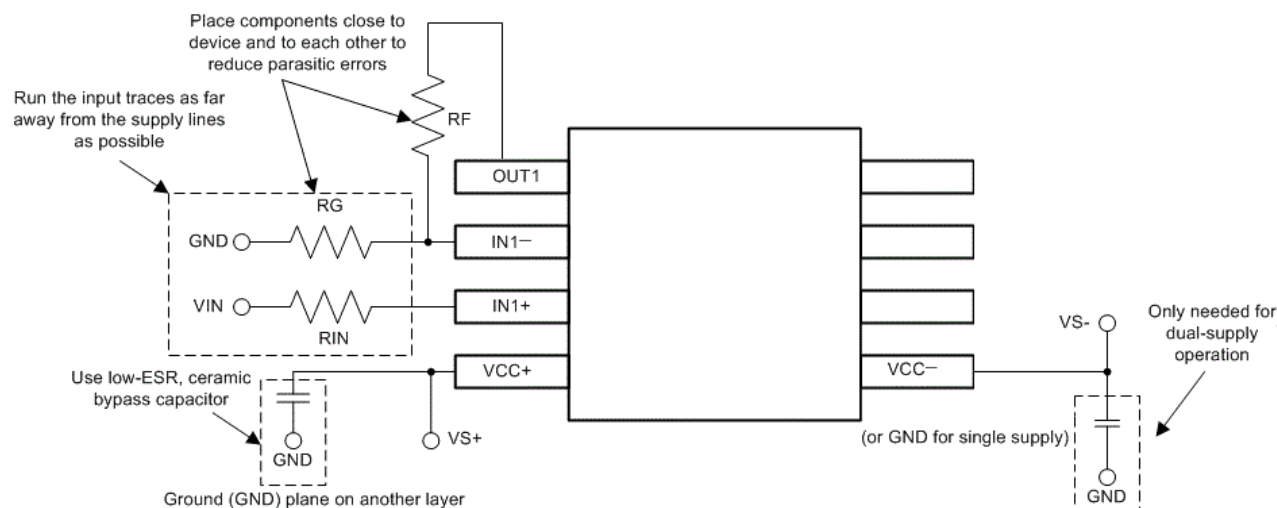 Place components close to
device and to each other to
reduce parasitic errors
Run the input traces as far
away from the supply lines
as possible
RF
OUT1
RG
GND
IN1−
VIN
IN1+
RIN
VS-
Only needed for
dual-supply
operation
Use low-ESR, ceramic
bypass capacitor
VCC+
VCC−
VS+
(or GND for single supply)
GND
GND
Ground (GND) plane on another layer